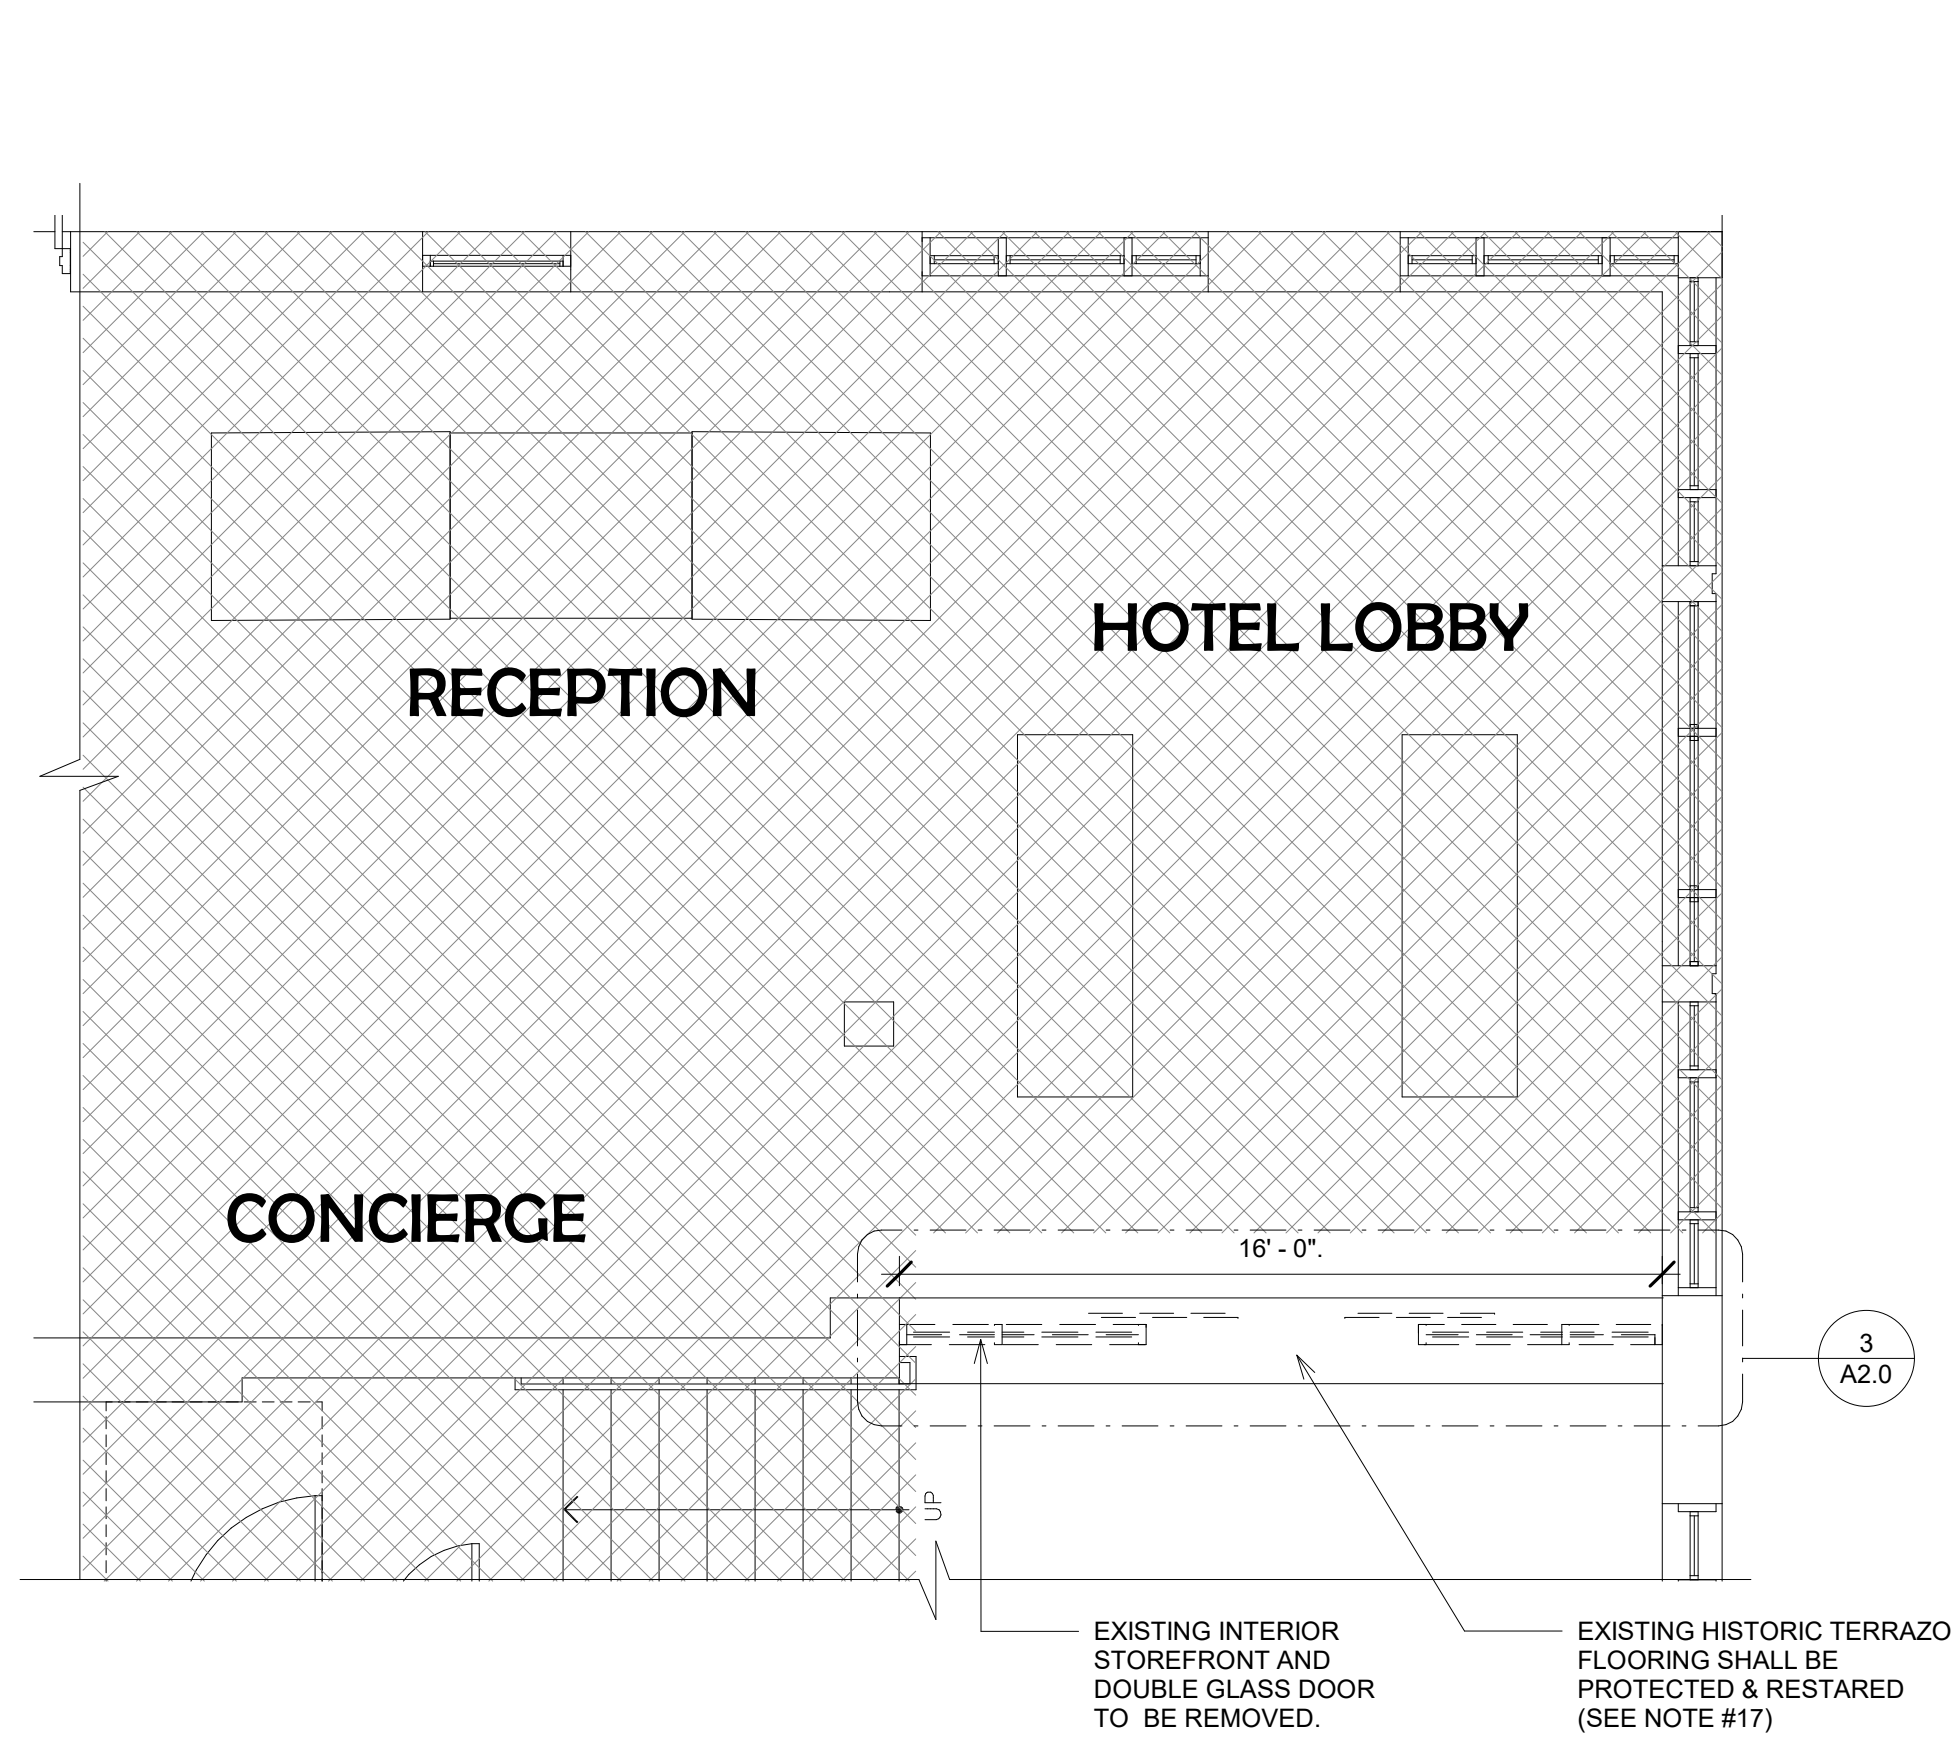 HOTEL LOBBY
RECEPTION
CONCIERGE
16' - 0".
3
A2.0
UP
EXISTING INTERIOR
STOREFRONT AND
DOUBLE GLASS DOOR
TO BE REMOVED.
EXISTING HISTORIC TERRAZO
FLOORING SHALL BE
PROTECTED & RESTARED
(SEE NOTE #17)